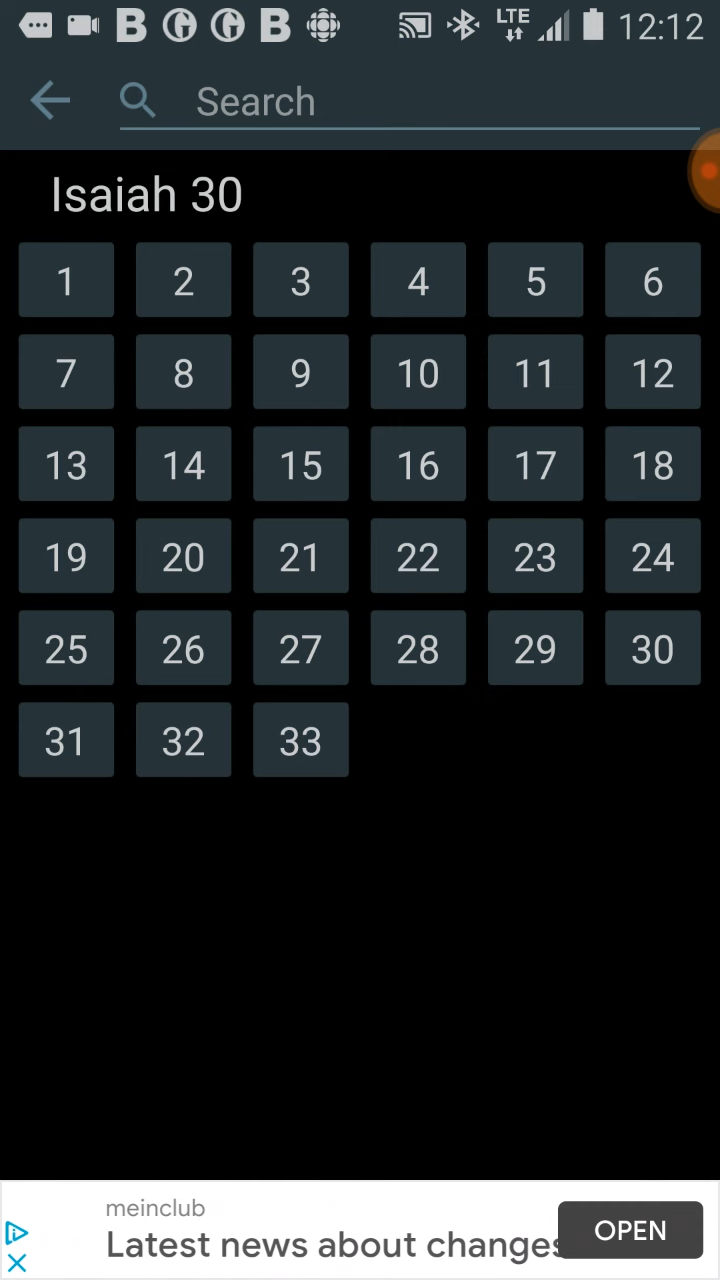 B B LTE 12:12
Search
Isaiah 30
1 2 3 4 5 6
7 8 9 10 11 12
13 14 15 16 17 18
19 20 21 22 23 24
25 26 27 28 29 30
31 32 33
meinclub
Latest news about changes
OPEN